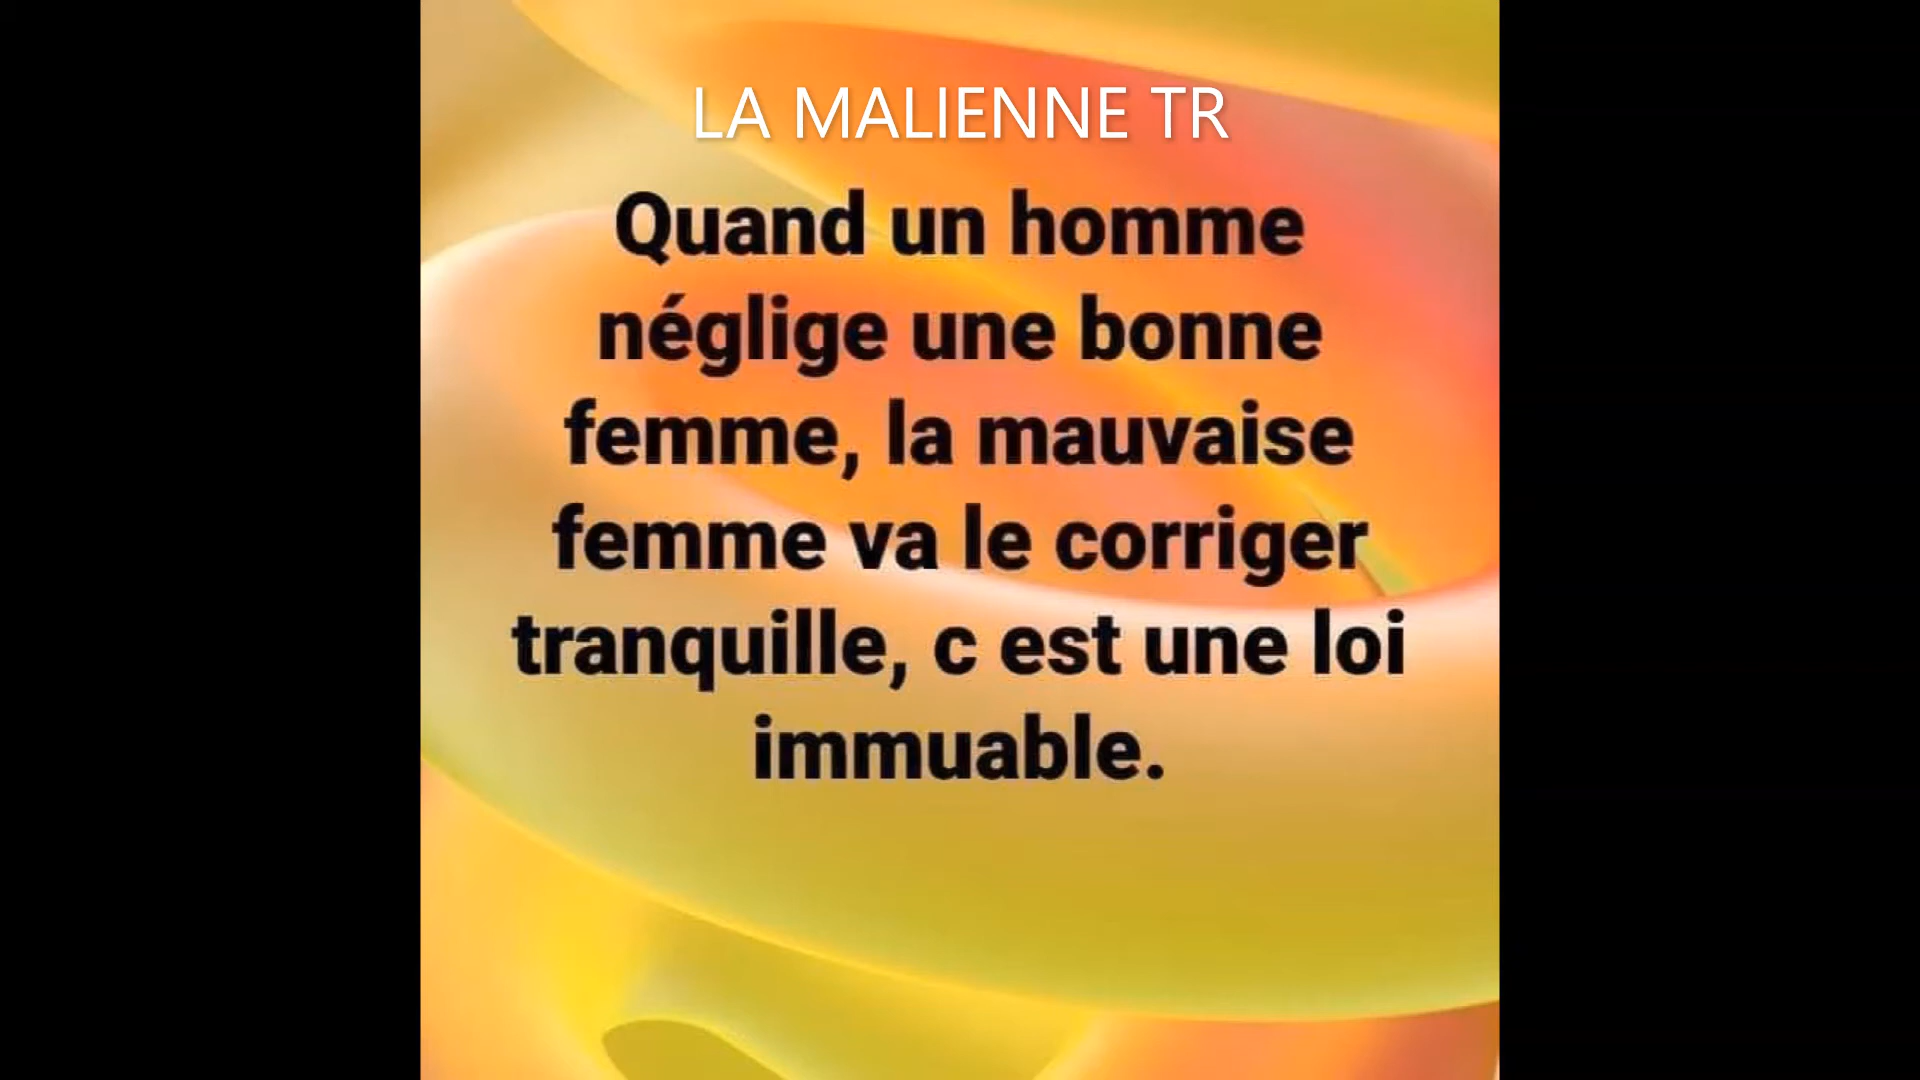 LA MALIENNE TR
Quand un homme
néglige une bonne
femme, la mauvaise
femme va le corriger
tranquille, c est une loi
immuable.